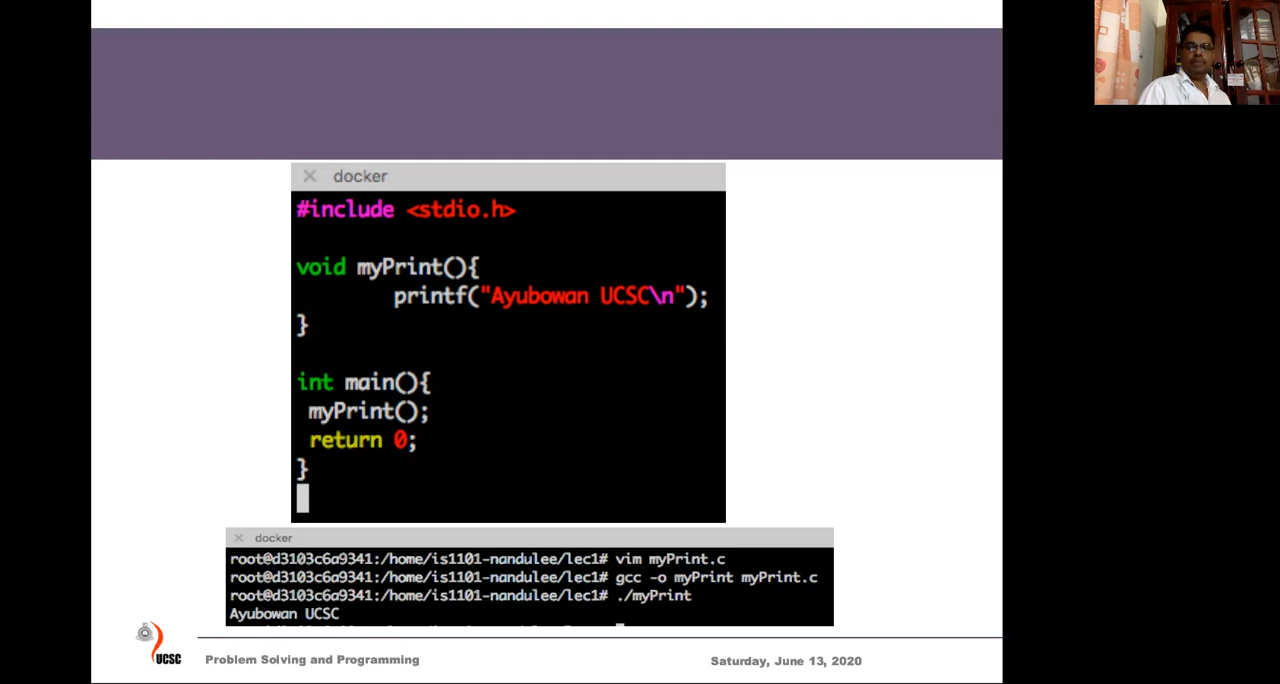 docker
#include <stdio.h>
void myPrint(){
printf("Ayubowan UCSC\n");
}
int main(){
myPrint();
return 0;
}
docker
root@d3103c6a9341:/home/is1101-nandulee/lec1# vim myPrint.c
root@d3103c6a9341:/home/is1101-nandulee/lec1# gcc -o myPrint myPrint.c
root@d3103c6a9341:/home/is1101-nandulee/lec1# ./myPrint
Ayubowan UCSC
UCSC
Problem Solving and Programming
Saturday, June 13, 2020